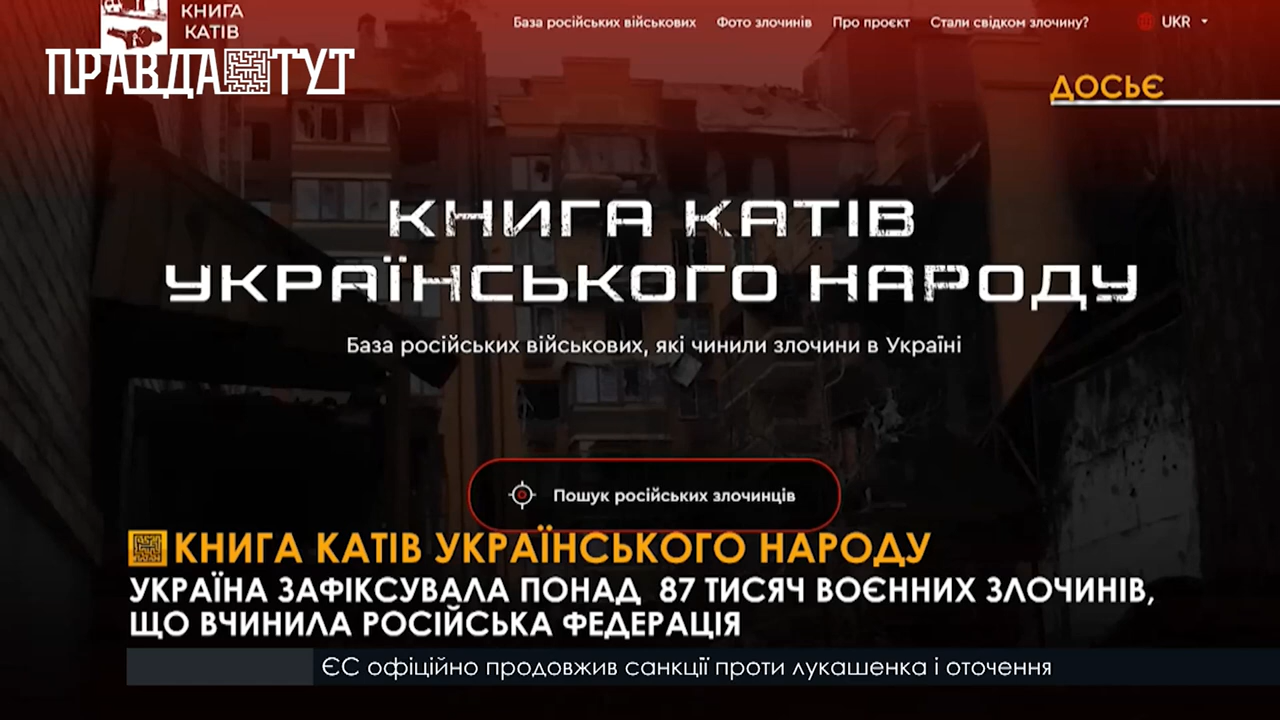 КНИГА
КАТІВ
База російських військових Фото злочинів Про проєкт Стали свідком злочину? UKR
ПРАВДА ТУТ
ДОСЬЄ
КНИГА КАТІВ
УКРАЇНСЬКОГО НАРОДУ
База російських військових, які чинили злочини в Україні
Пошук російських злочинців
КНИГА КАТІВ УКРАЇНСЬКОГО НАРОДУ
УКРАЇНА ЗАФІКСУВАЛА ПОНАД 87 ТИСЯЧ ВОЄННИХ ЗЛОЧИНІВ,
ЩО ВЧИНИЛА РОСІЙСЬКА ФЕДЕРАЦІЯ
ЄС офіційно продовжив санкції проти лукашенка і оточення